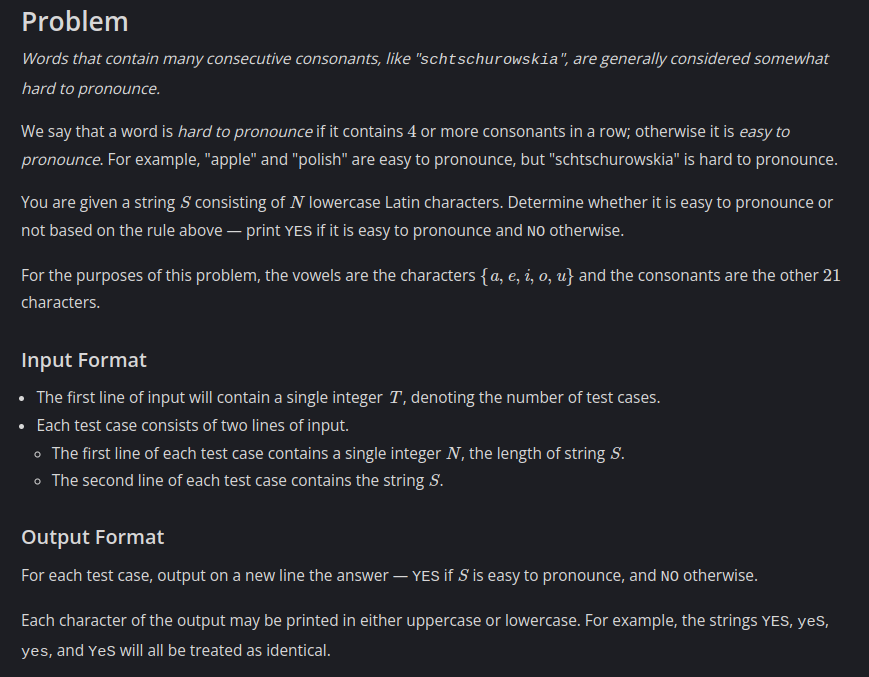 Problem
Words that contain many consecutive consonants, like "schtschurowskia", are generally considered somewhat
hard to pronounce.
We say that a word is hard to pronounce if it contains 4 or more consonants in a row; otherwise it is easy to
pronounce. For example, "apple" and "polish" are easy to pronounce, but "schtschurowskia" is hard to pronounce.
You are given a string S consisting of N lowercase Latin characters. Determine whether it is easy to pronounce or
not based on the rule above — print YES if it is easy to pronounce and NO otherwise.
For the purposes of this problem, the vowels are the characters {a, e, i, o, u} and the consonants are the other 21
characters.
Input Format
• The first line of input will contain a single integer T, denoting the number of test cases.
• Each test case consists of two lines of input.
◦ The first line of each test case contains a single integer N, the length of string S.
◦ The second line of each test case contains the string S.
Output Format
For each test case, output on a new line the answer — YES if S is easy to pronounce, and NO otherwise.
Each character of the output may be printed in either uppercase or lowercase. For example, the strings YES, yeS,
yes, and YeS will all be treated as identical.